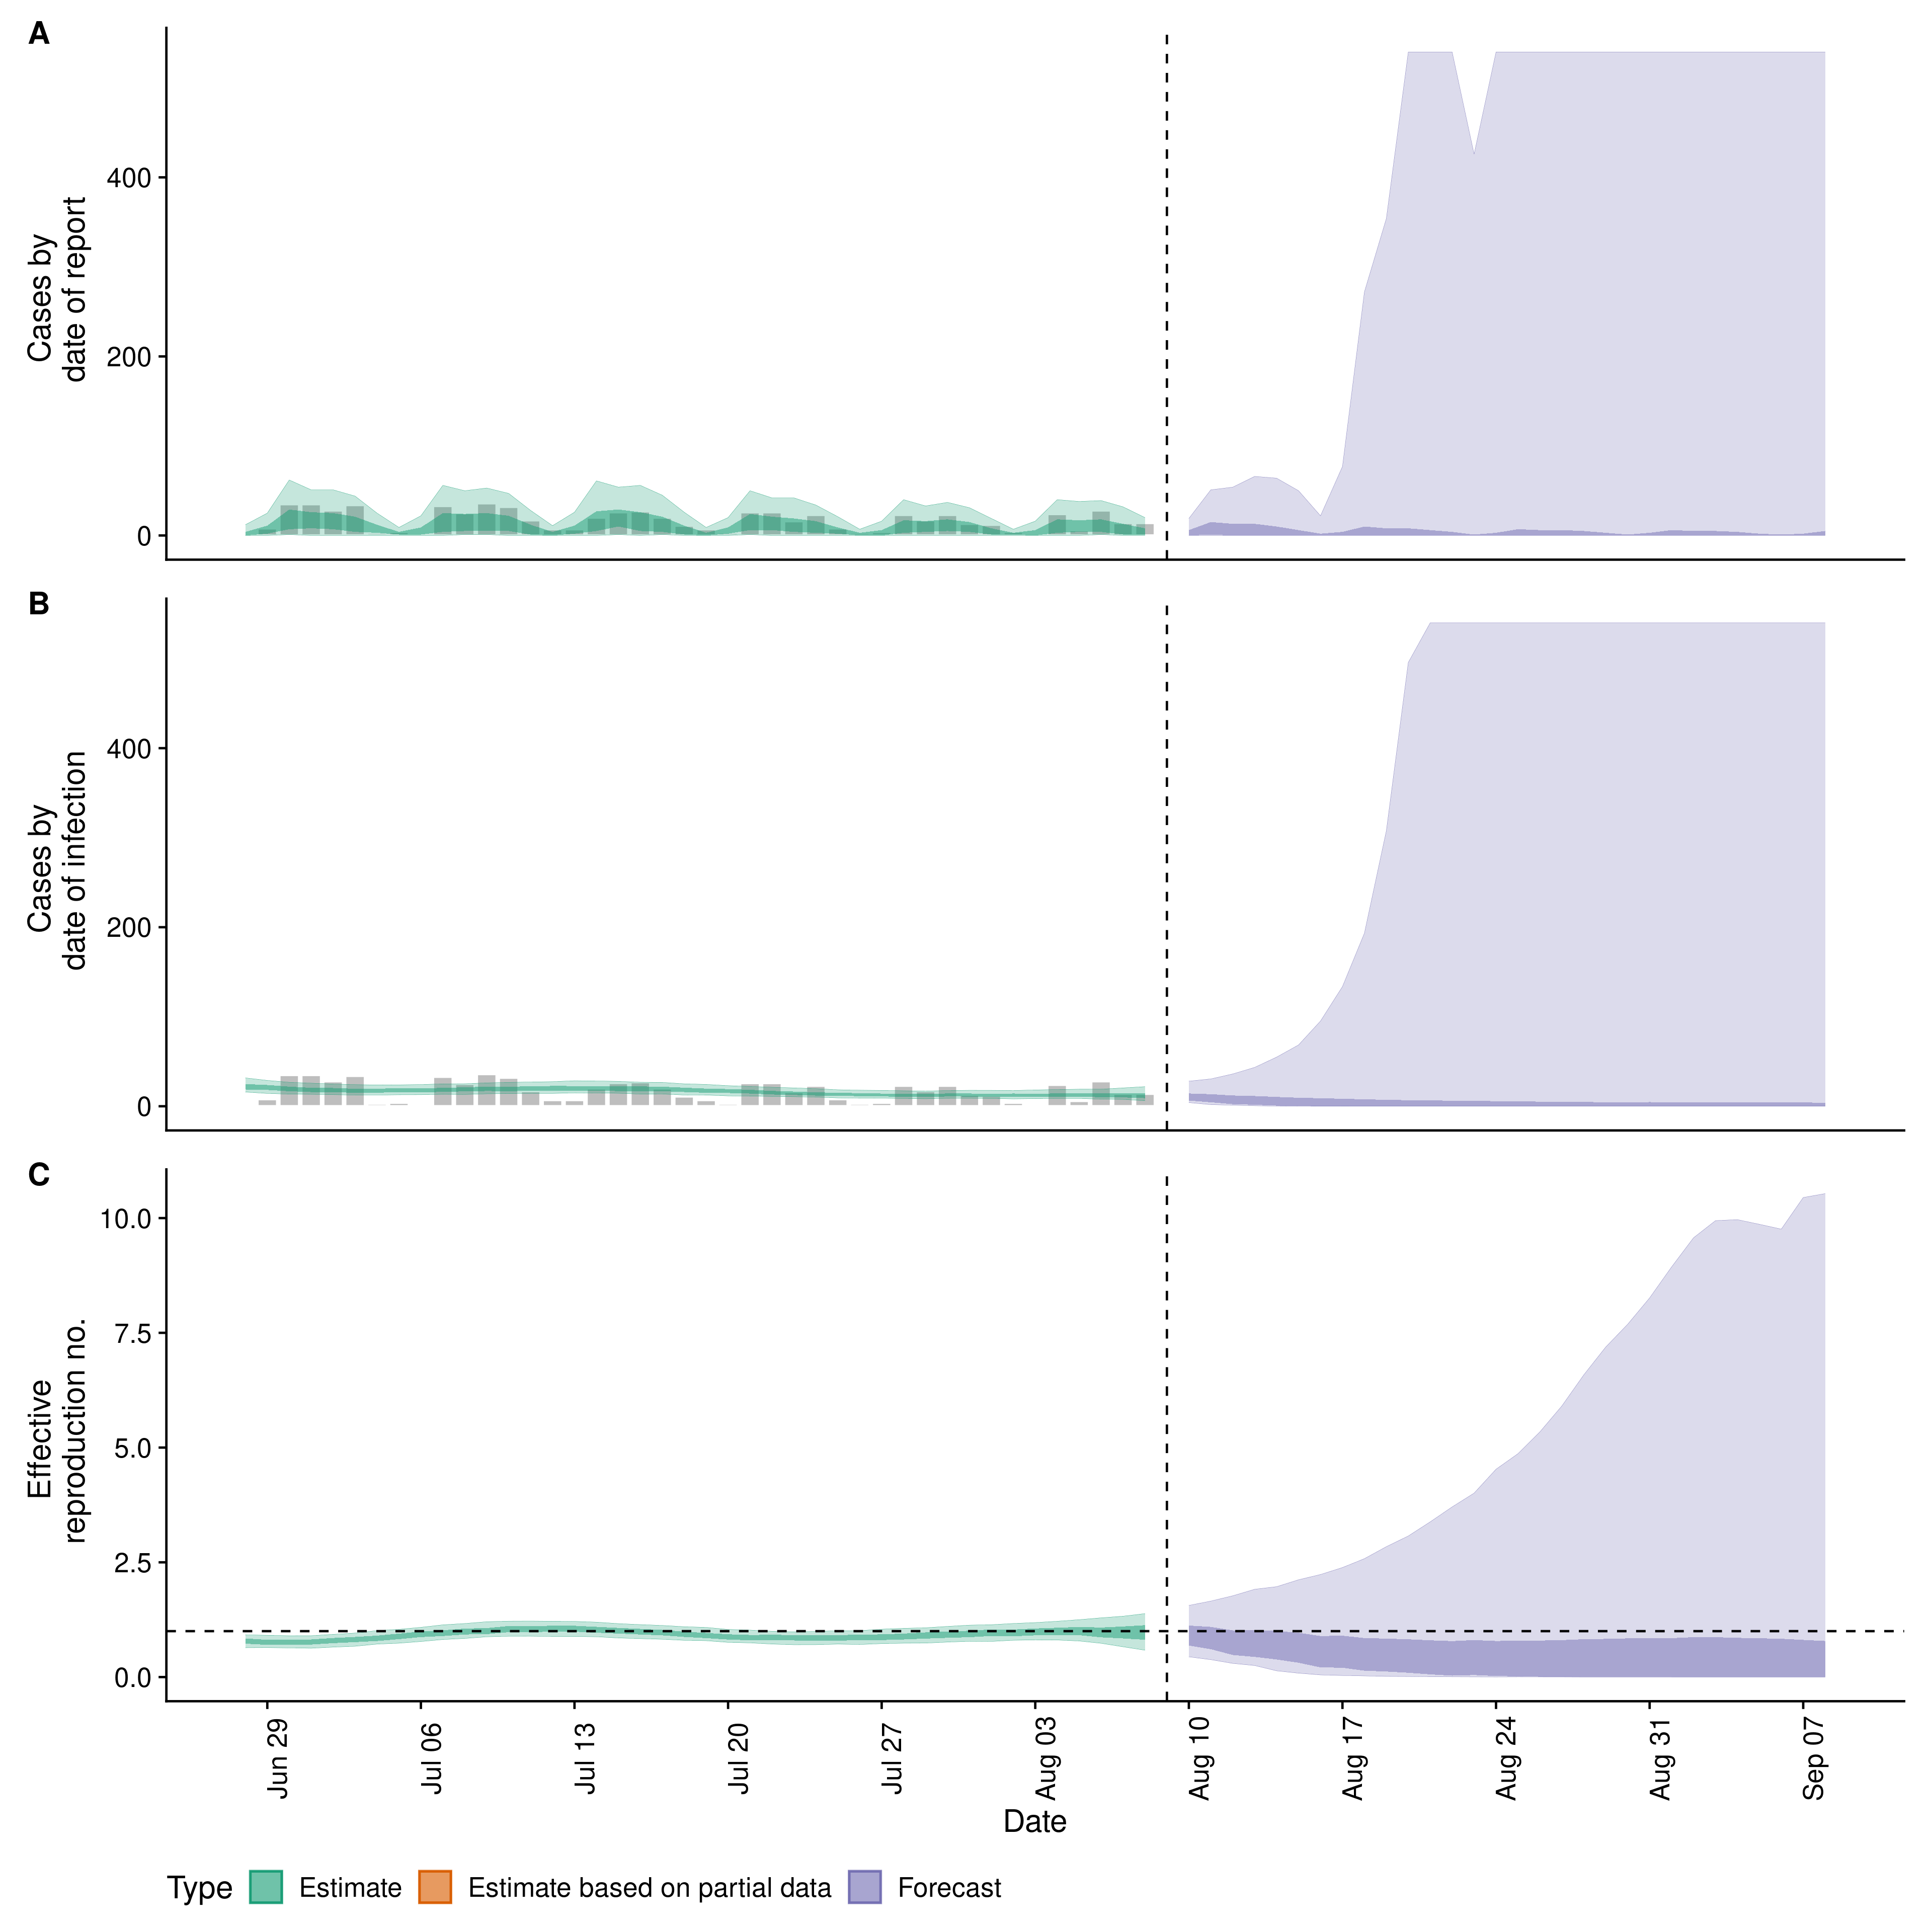 A
Cases by
date of report
400
200
0
B
Cases by
date of infection
400
200
0
C
Effective
reproduction no.
10.0
7.5
5.0
2.5
0.0
Jun 29
Jul 06
Jul 13
Jul 20
Jul 27
Aug 03
Aug 10
Aug 17
Aug 24
Aug 31
Sep 07
Date
Type Estimate Estimate based on partial data Forecast